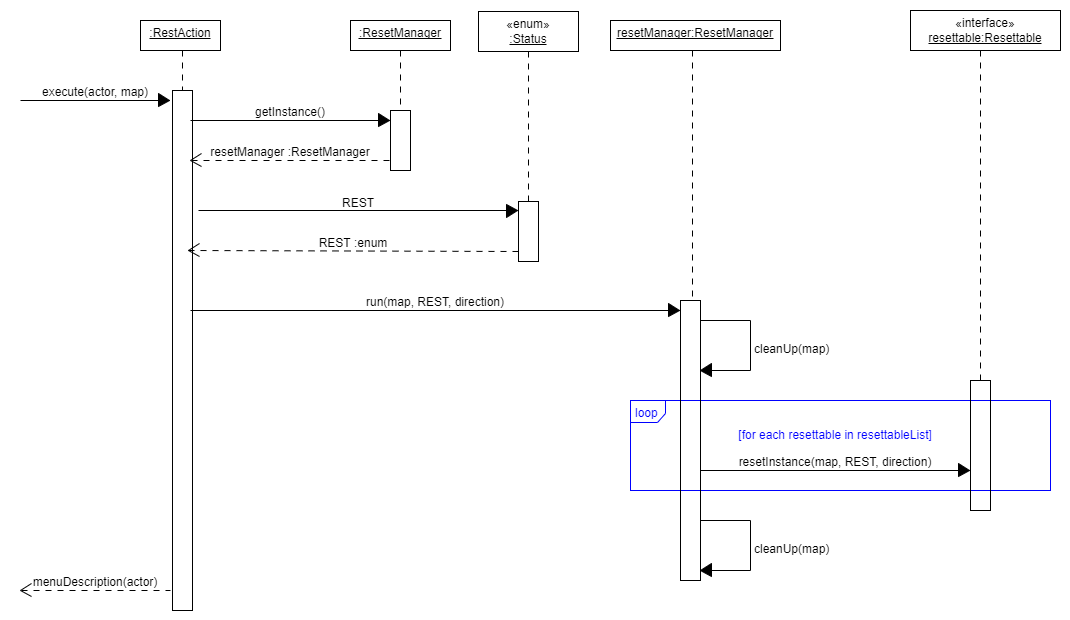 :RestAction
:ResetManager
«enum»
:Status
resetManager:ResetManager
«interface»
resettable:Resettable
execute(actor, map)
getInstance()
resetManager :ResetManager
REST
REST :enum
run(map, REST, direction)
cleanUp(map)
loop
[for each resettable in resettableList]
resetInstance(map, REST, direction)
cleanUp(map)
menuDescription(actor)